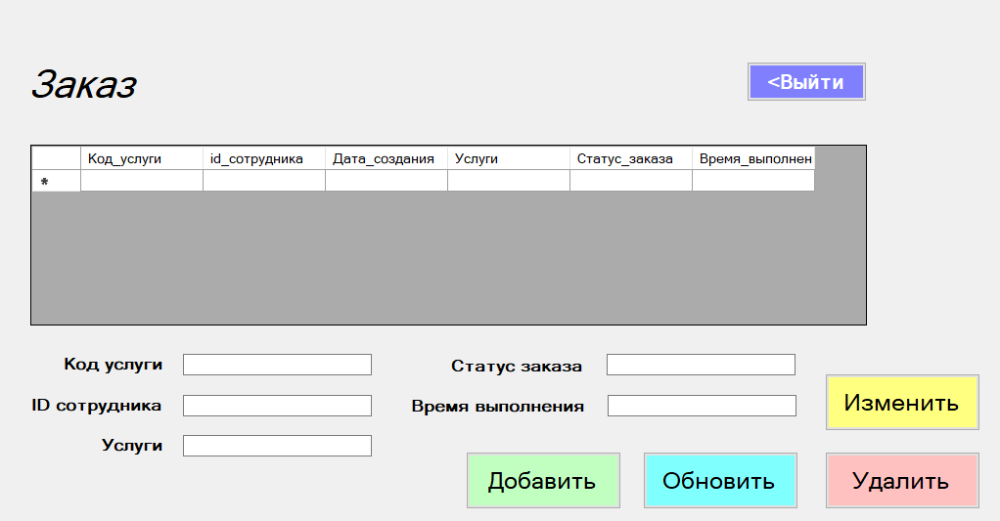 Заказ
<Выйти
Код_услуги id_сотрудника Дата_создания Услуги Статус_заказа Время_выполнен
*
Код услуги Статус заказа
ID сотрудника Время выполнения
Изменить
Услуги
Добавить Обновить Удалить